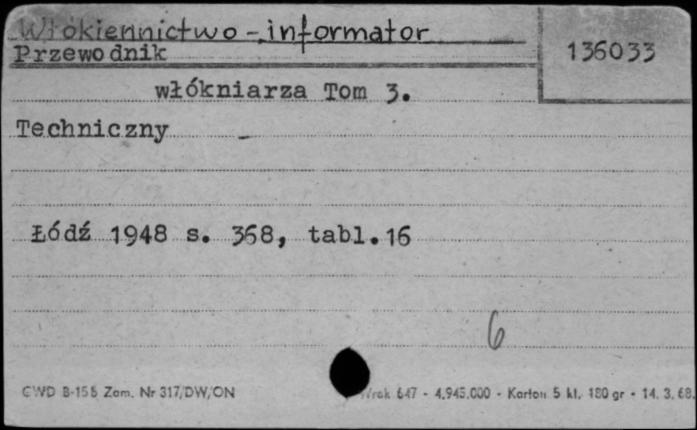 Włókiennictwo - informator
Przewodnik
136033
włókniarza Tom 3.
Techniczny
Łódź 1948 s. 368, tabl.16
6
CWD B-155 Zam. Nr 317/DW/ON
647 - 4.945.000 - Karton 5 kl. 180 gr - 14. 3. 68.